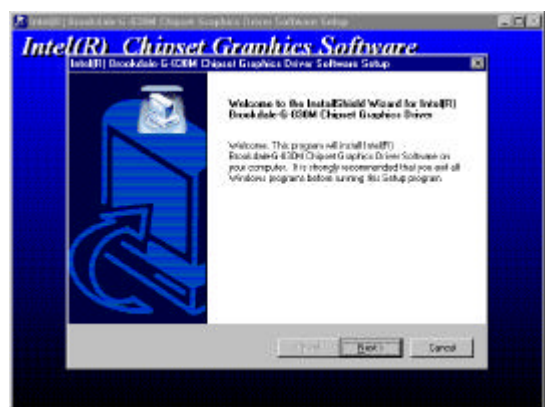 Intel(R) Brookdale-G-830M Chipset Graphics Driver Software Setup
Intel(R) Chipset Graphics Software
Intel(R) Brookdale-G-830M Chipset Graphics Driver Software Setup
Welcome to the InstallShield Wizard for Intel(R)
Brookdale-G-830M Chipset Graphics Driver
Welcome. This program will install Intel(R)
Brookdale-G-830M Chipset Graphics Driver Software on
your computer. It is strongly recommended that you exit all
Windows programs before running this Setup program.
Next >
Cancel